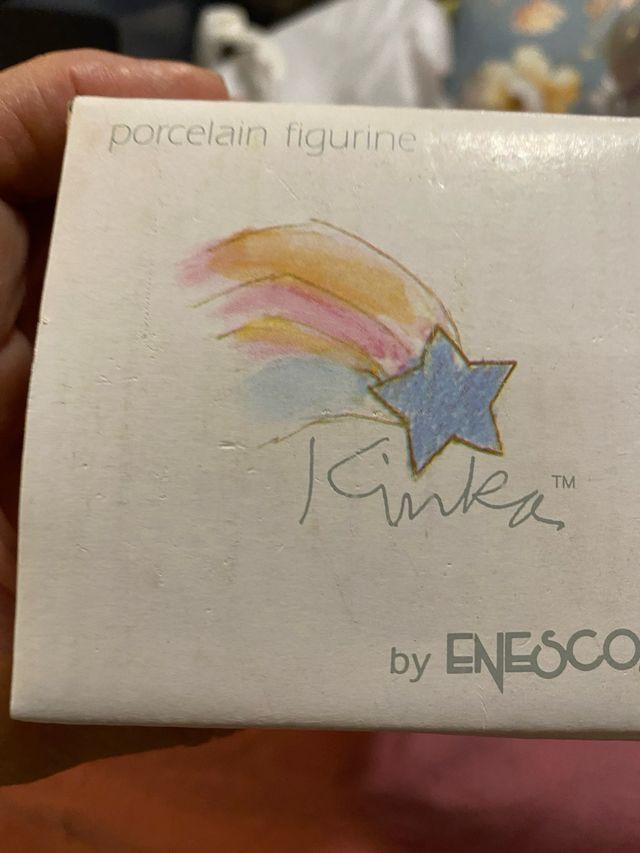 porcelain figurine
Kinka™
by ENESCO